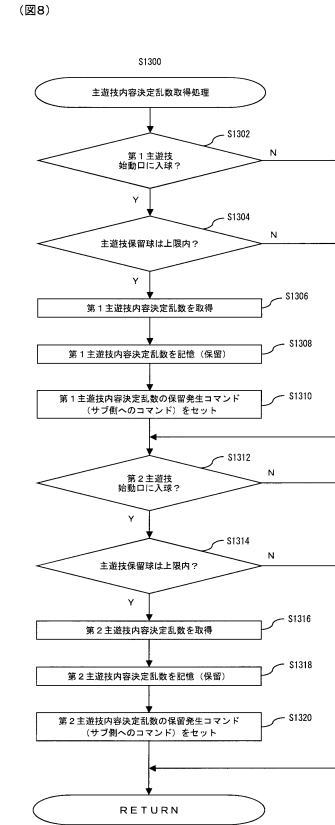 (図8)
S1300
主遊技内容決定乱数取得処理
S1302
第1主遊技
始動口に入球?
N
Y
S1304
主遊技保留球は上限内?
N
Y
S1306
第1主遊技内容決定乱数を取得
S1308
第1主遊技内容決定乱数を記憶(保留)
S1310
第1主遊技内容決定乱数の保留発生コマンド
(サブ側へのコマンド)をセット
S1312
第2主遊技
始動口に入球?
N
Y
S1314
主遊技保留球は上限内?
N
Y
S1316
第2主遊技内容決定乱数を取得
S1318
第2主遊技内容決定乱数を記憶(保留)
S1320
第2主遊技内容決定乱数の保留発生コマンド
(サブ側へのコマンド)をセット
RETURN